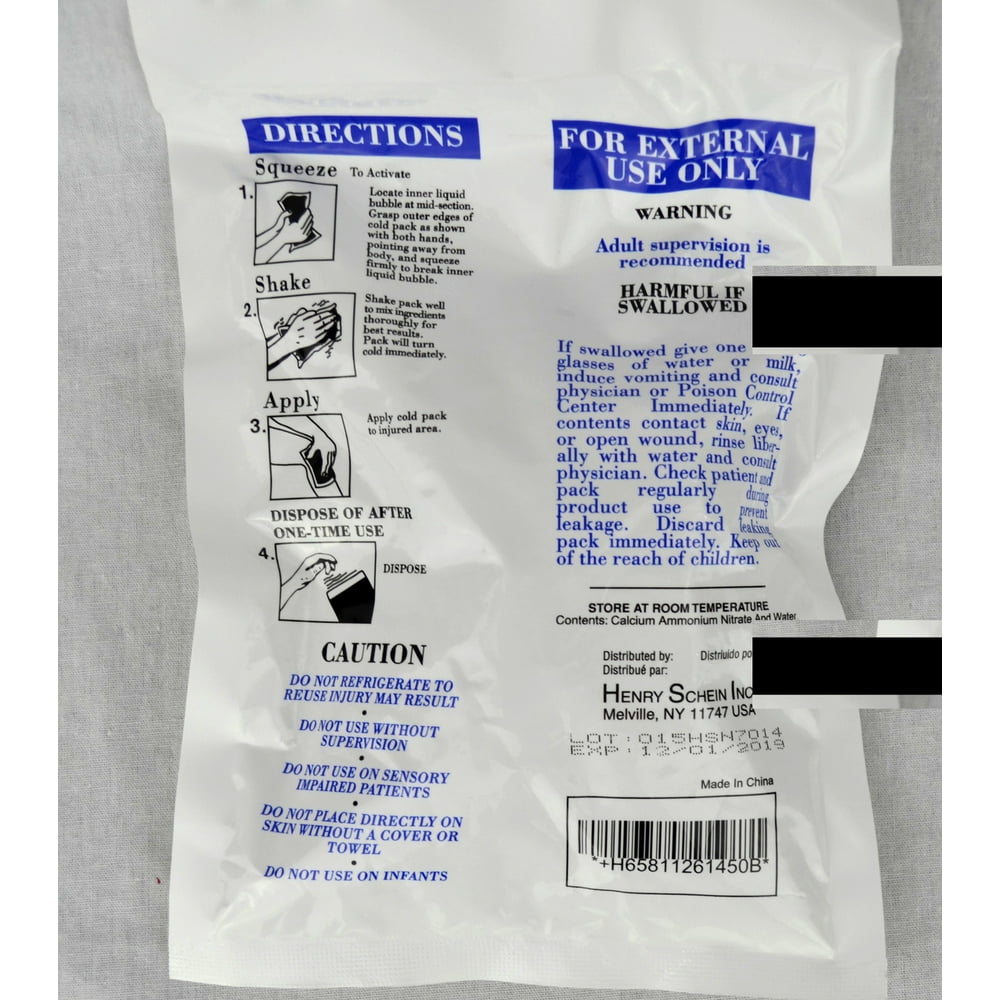 DIRECTIONS
Squeeze To Activate
1.
Locate inner liquid
bubble at mid-section.
Grasp outer edges of
cold pack as shown
with both hands,
pointing away from
body, and squeeze
firmly to break inner
liquid bubble.
Shake
2.
Shake pack well
to mix ingredients
thoroughly for
best results.
Pack will turn
cold immediately.
Apply
3.
Apply cold pack
to injured area.
DISPOSE OF AFTER
ONE-TIME USE
4.
DISPOSE
CAUTION
DO NOT REFRIGERATE TO
REUSE INJURY MAY RESULT
•
DO NOT USE WITHOUT
SUPERVISION
•
DO NOT USE ON SENSORY
IMPAIRED PATIENTS
•
DO NOT PLACE DIRECTLY ON
SKIN WITHOUT A COVER OR
TOWEL
•
DO NOT USE ON INFANTS
FOR EXTERNAL
USE ONLY
WARNING
Adult supervision is
recommended
HARMFUL IF
SWALLOWED
If swallowed give one
glasses of water or milk,
induce vomiting and consult
physician or Poison Control
Center Immediately. If
contents contact skin, eyes,
or open wound, rinse liber-
ally with water and consult
physician. Check patient and
pack regularly during
product use to prevent
leakage. Discard leaking
pack immediately. Keep out
of the reach of children.
STORE AT ROOM TEMPERATURE
Contents: Calcium Ammonium Nitrate And Water
Distributed by: Distriuido po
Distribué par:
HENRY SCHEIN INC
Melville, NY 11747 USA
LOT : 015HSN7014
EXP : 12/01/2019
Made In China
*+H65811261450B*